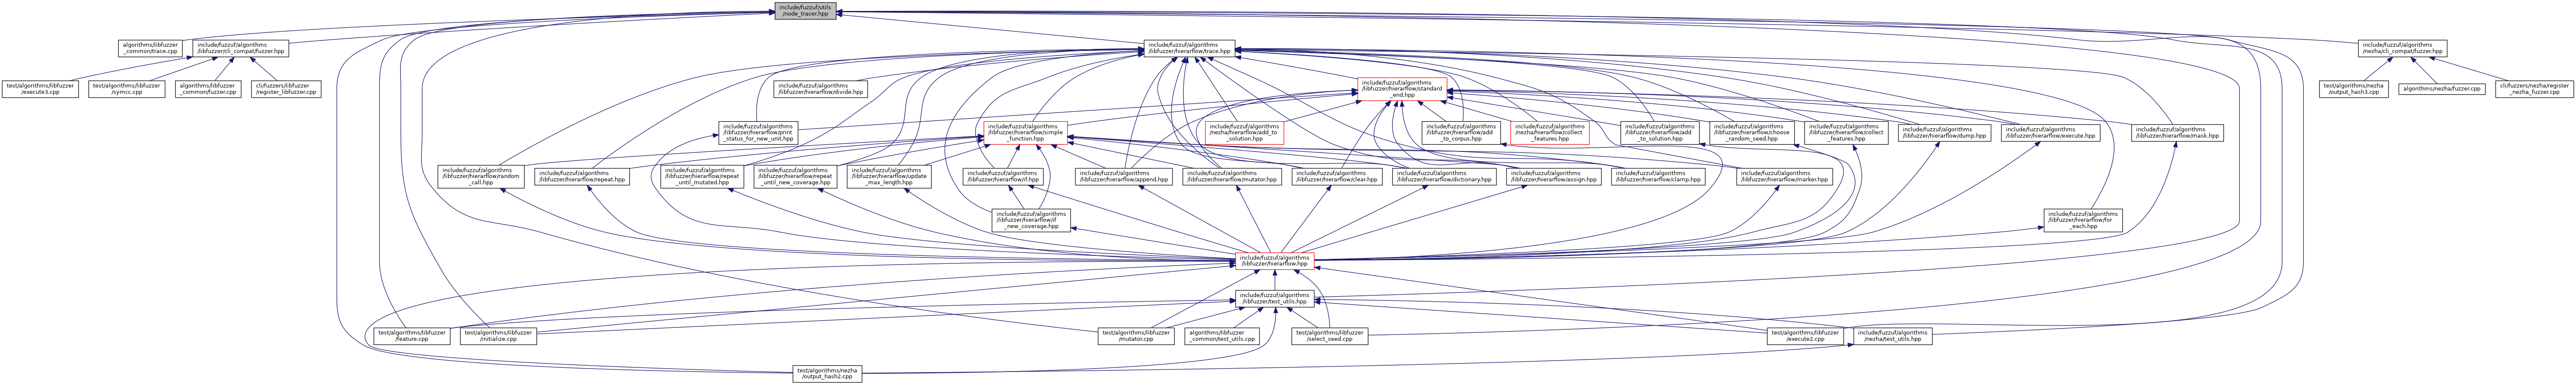 include/fuzzuf/utils
/node_tracer.hpp
algorithms/libfuzzer
_common/trace.cpp
include/fuzzuf/algorithms
/libfuzzer/cli_compat/fuzzer.hpp
include/fuzzuf/algorithms
/libfuzzer/hierarflow/trace.hpp
include/fuzzuf/algorithms
/nezha/cli_compat/fuzzer.hpp
test/algorithms/libfuzzer
/execute3.cpp
test/algorithms/libfuzzer
/symcc.cpp
algorithms/libfuzzer
_common/fuzzer.cpp
cli/fuzzers/libfuzzer
/register_libfuzzer.cpp
include/fuzzuf/algorithms
/libfuzzer/hierarflow/divide.hpp
include/fuzzuf/algorithms
/libfuzzer/hierarflow/standard
_end.hpp
test/algorithms/nezha
/output_hash3.cpp
algorithms/nezha/fuzzer.cpp
cli/fuzzers/nezha/register
_nezha_fuzzer.cpp
include/fuzzuf/algorithms
/libfuzzer/hierarflow/print
_status_for_new_unit.hpp
include/fuzzuf/algorithms
/libfuzzer/hierarflow/simple
_function.hpp
include/fuzzuf/algorithms
/nezha/hierarflow/add_to
_solution.hpp
include/fuzzuf/algorithms
/libfuzzer/hierarflow/add
_to_corpus.hpp
include/fuzzuf/algorithms
/nezha/hierarflow/collect
_features.hpp
include/fuzzuf/algorithms
/libfuzzer/hierarflow/add
_to_solution.hpp
include/fuzzuf/algorithms
/libfuzzer/hierarflow/choose
_random_seed.hpp
include/fuzzuf/algorithms
/libfuzzer/hierarflow/collect
_features.hpp
include/fuzzuf/algorithms
/libfuzzer/hierarflow/dump.hpp
include/fuzzuf/algorithms
/libfuzzer/hierarflow/execute.hpp
include/fuzzuf/algorithms
/libfuzzer/hierarflow/mask.hpp
include/fuzzuf/algorithms
/libfuzzer/hierarflow/random
_call.hpp
include/fuzzuf/algorithms
/libfuzzer/hierarflow/repeat.hpp
include/fuzzuf/algorithms
/libfuzzer/hierarflow/repeat
_until_mutated.hpp
include/fuzzuf/algorithms
/libfuzzer/hierarflow/repeat
_until_new_coverage.hpp
include/fuzzuf/algorithms
/libfuzzer/hierarflow/update
_max_length.hpp
include/fuzzuf/algorithms
/libfuzzer/hierarflow/if.hpp
include/fuzzuf/algorithms
/libfuzzer/hierarflow/append.hpp
include/fuzzuf/algorithms
/libfuzzer/hierarflow/mutator.hpp
include/fuzzuf/algorithms
/libfuzzer/hierarflow/clear.hpp
include/fuzzuf/algorithms
/libfuzzer/hierarflow/dictionary.hpp
include/fuzzuf/algorithms
/libfuzzer/hierarflow/assign.hpp
include/fuzzuf/algorithms
/libfuzzer/hierarflow/clamp.hpp
include/fuzzuf/algorithms
/libfuzzer/hierarflow/marker.hpp
include/fuzzuf/algorithms
/libfuzzer/hierarflow/if
_new_coverage.hpp
include/fuzzuf/algorithms
/libfuzzer/hierarflow/for
_each.hpp
include/fuzzuf/algorithms
/libfuzzer/hierarflow.hpp
include/fuzzuf/algorithms
/libfuzzer/test_utils.hpp
test/algorithms/libfuzzer
/feature.cpp
test/algorithms/libfuzzer
/initialize.cpp
test/algorithms/libfuzzer
/mutator.cpp
algorithms/libfuzzer
_common/test_utils.cpp
test/algorithms/libfuzzer
/select_seed.cpp
test/algorithms/libfuzzer
/execute2.cpp
include/fuzzuf/algorithms
/nezha/test_utils.hpp
test/algorithms/nezha
/output_hash2.cpp